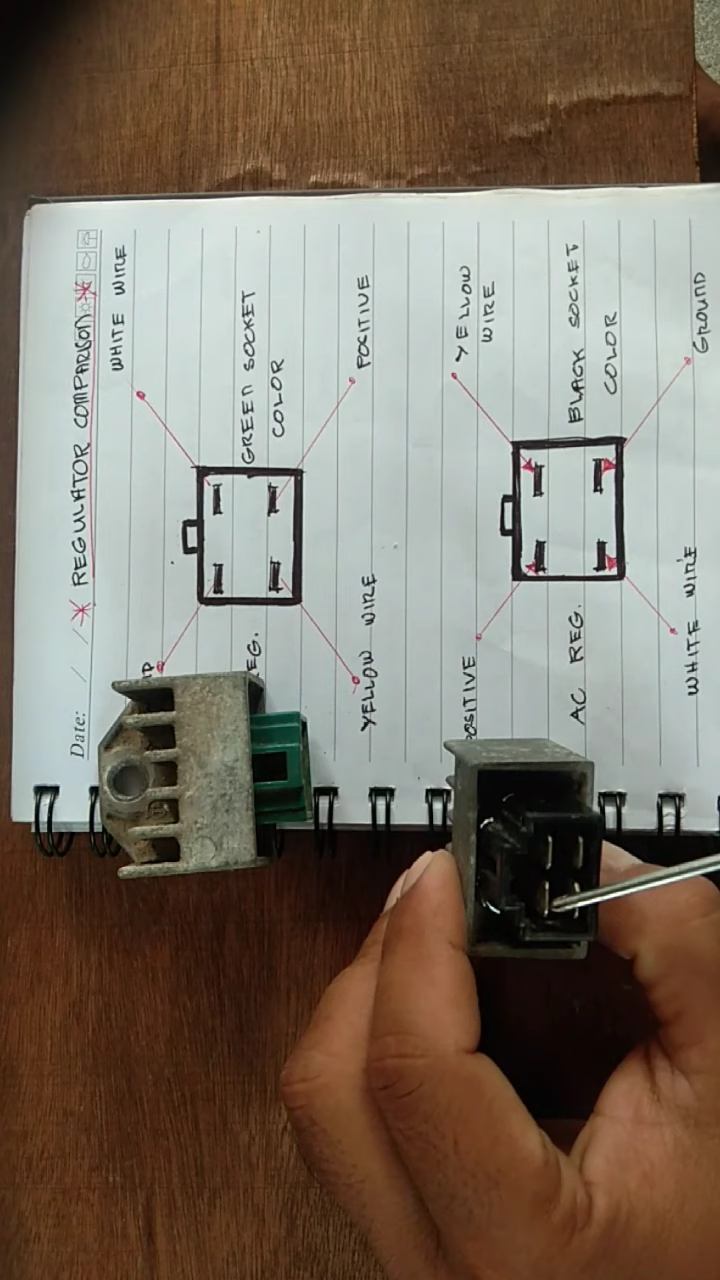 Date: / /
* REGULATOR COMPARISON *
WHITE WIRE
EG.
GREEN SOCKET
COLOR
YELLOW WIRE
POSITIVE
OSITIVE
YELLOW
WIRE
AC REG.
BLACK SOCKET
COLOR
WHITE WIRE
GROUND